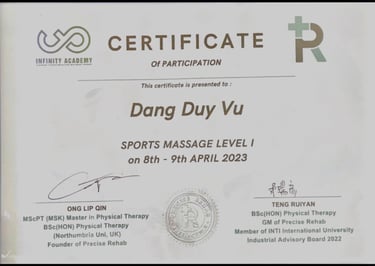 INFINITY ACADEMY
CERTIFICATE
OF PARTICIPATION
This certificate is presented to :
Dang Duy Vu
SPORTS MASSAGE LEVEL I
on 8th - 9th APRIL 2023
ONG LIP QIN
MScPT (MSK) Master in Physical Therapy
BSc(HON) Physical Therapy
(Northumbria Uni, UK)
Founder of Precise Rehab
TENG RUIYAN
BSc(HON) Physical Therapy
GM of Precise Rehab
Member of INTI International University
Industrial Advisory Board 2022